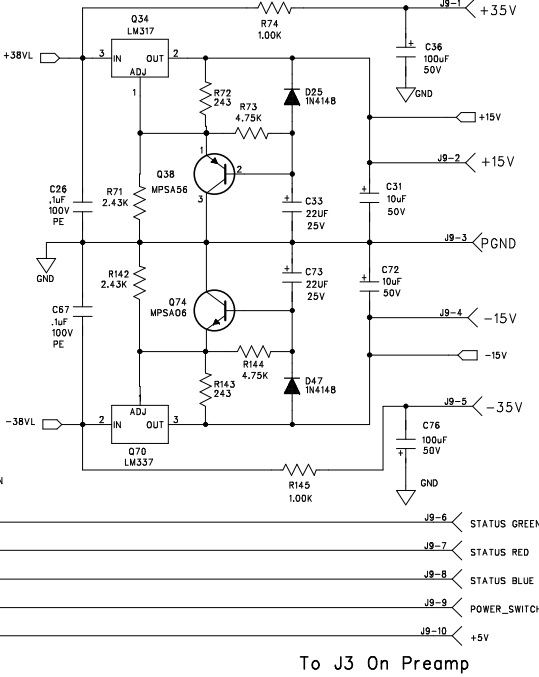 J9-1
+35V
R74
1.00K
Q34
LM317
+38VL
3
IN
OUT
2
ADJ
1
C36
100uF
50V
GND
R72
243
D25
1N4148
R73
4.75K
+15V
J9-2
+15V
1
Q38
MPSA56
2
3
C26
.1uF
100V
PE
R71
2.43K
C33
22UF
25V
C31
10uF
50V
J9-3
PGND
GND
R142
2.43K
C73
22UF
25V
C72
10uF
50V
C67
.1uF
100V
PE
Q74
MPSA06
J9-4
-15V
-15V
R144
4.75K
R143
243
D47
1N4148
J9-5
-35V
1
ADJ
-38VL
2
IN
OUT
3
Q70
LM337
C76
100uF
50V
GND
R145
1.00K
N
J9-6
STATUS GREEN
J9-7
STATUS RED
J9-8
STATUS BLUE
J9-9
POWER_SWITCH
J9-10
+5V
To J3 On Preamp